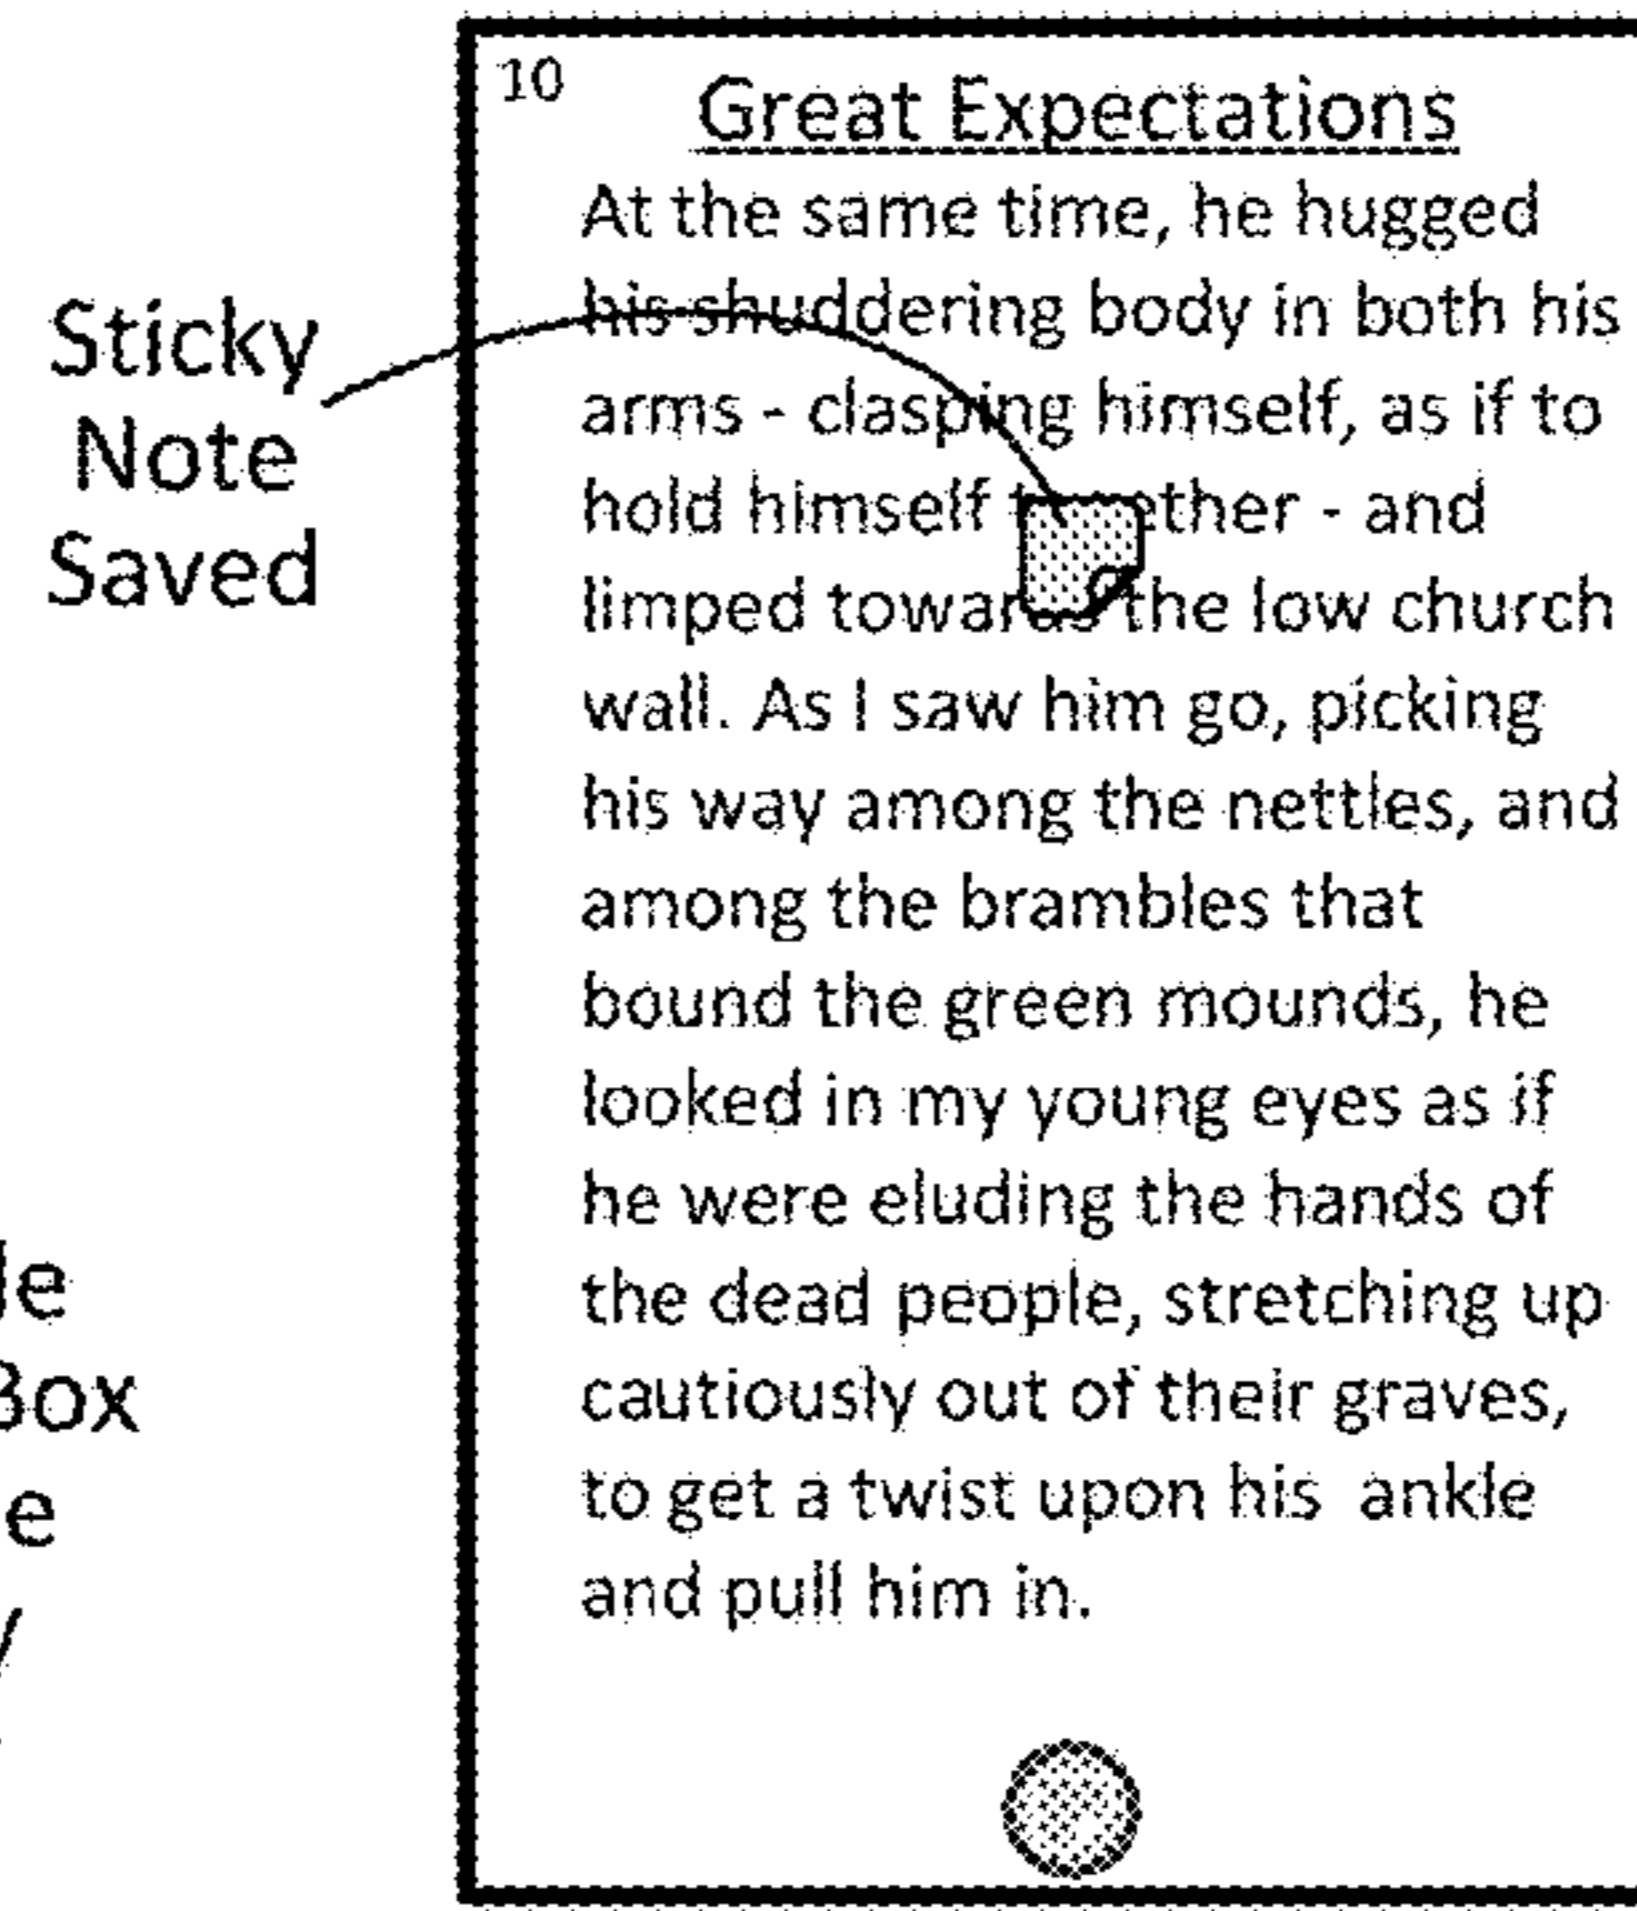 10
Great Expectations
At the same time, he hugged
his shuddering body in both his
arms - clasping himself, as if to
hold himself together - and
limped towards the low church
wall. As I saw him go, picking
his way among the nettles, and
among the brambles that
bound the green mounds, he
looked in my young eyes as if
he were eluding the hands of
the dead people, stretching up
cautiously out of their graves,
to get a twist upon his ankle
and pull him in.
Sticky
Note
Saved
Box